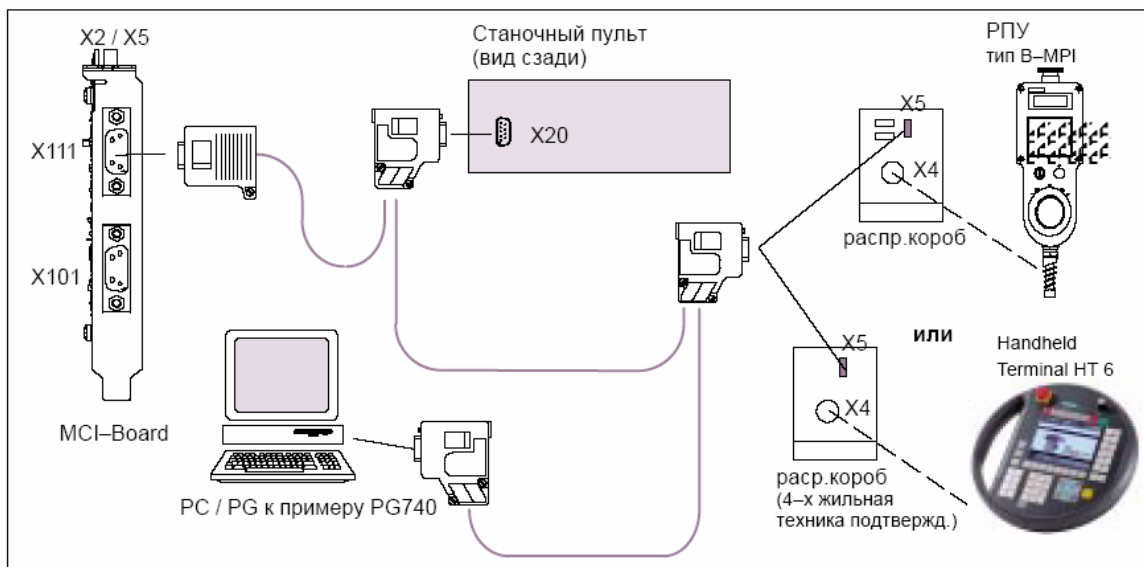 X2 / X5
Станочный пульт
(вид сзади)
РПУ
тип B–MPI
X111
X20
X5
X4
распр.короб
X101
или
X5
Handheld
Terminal HT 6
X4
MCI–Board
PC / PG к примеру PG740
раср.короб
(4–х жильная
техника подтвержд.)